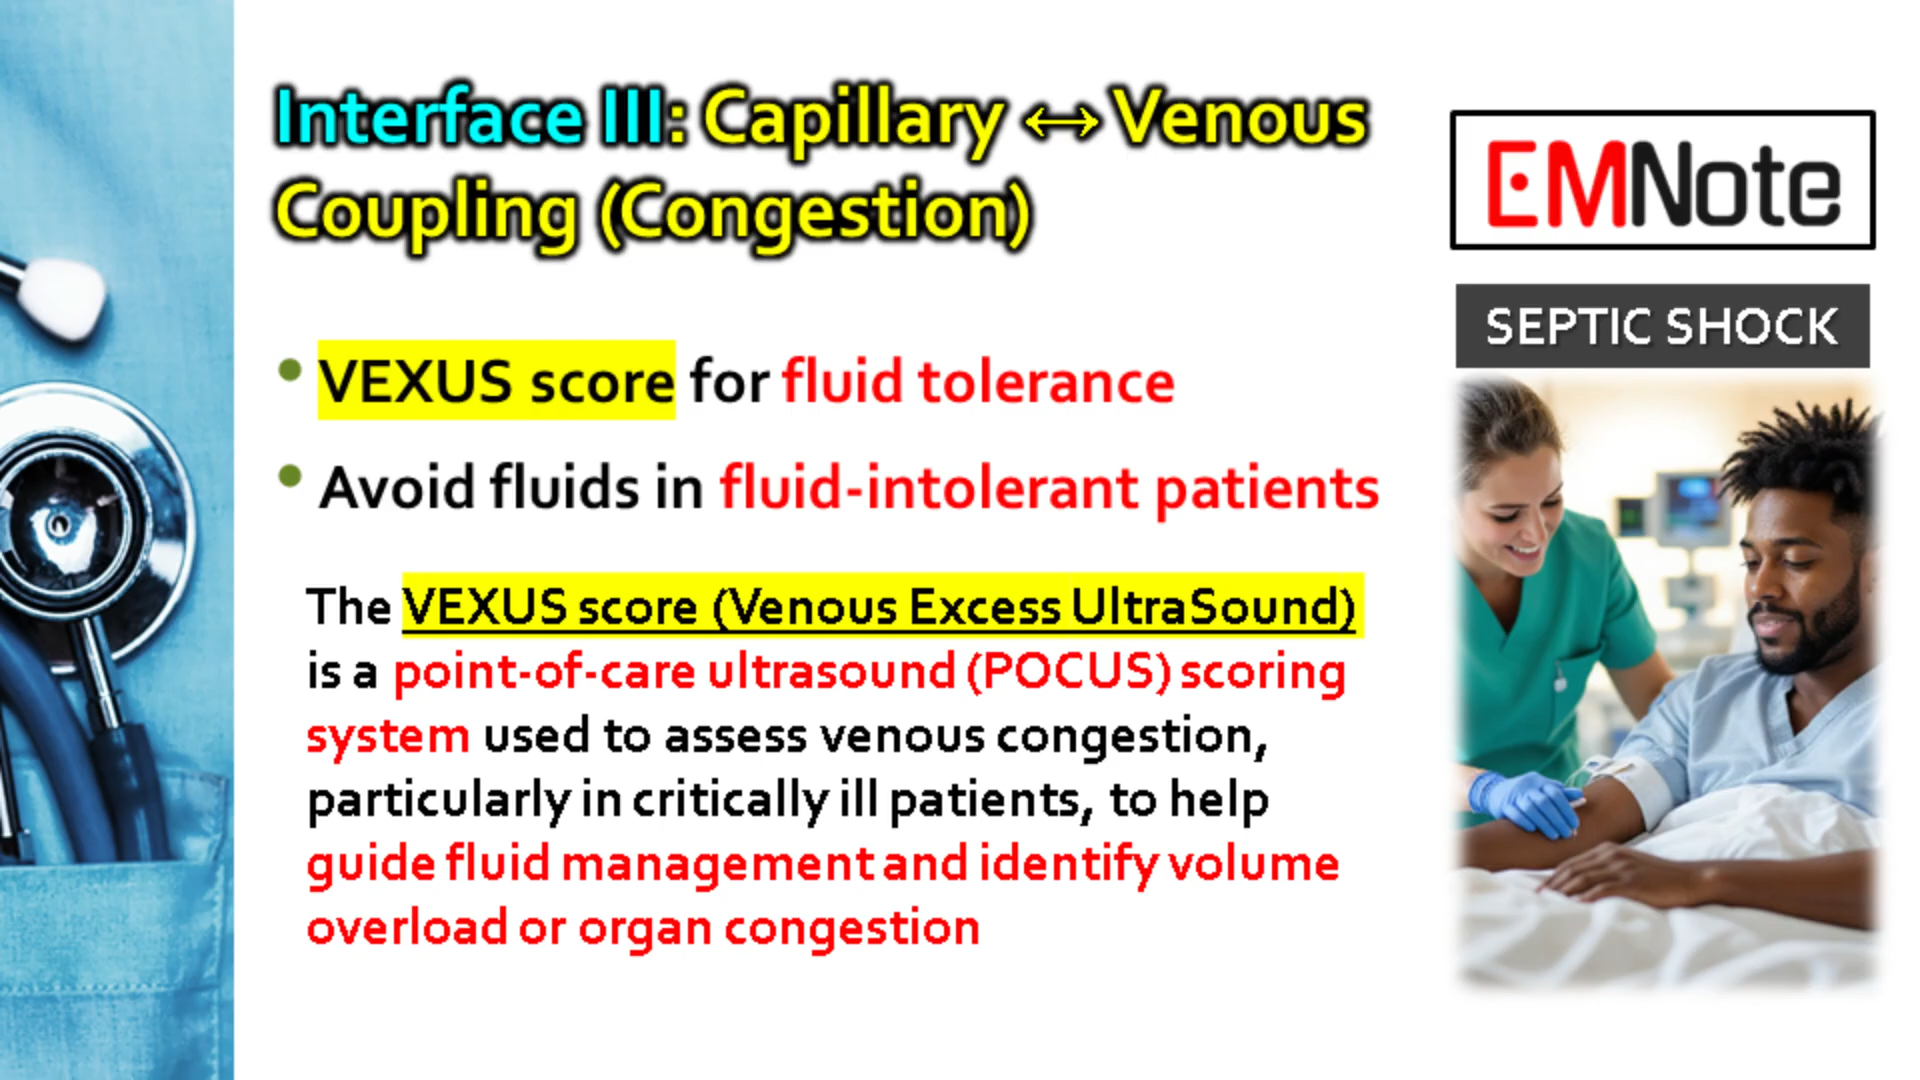 Interface III: Capillary ↔ Venous
Coupling (Congestion)
EMNote
SEPTIC SHOCK
• VEXUS score for fluid tolerance
• Avoid fluids in fluid-intolerant patients
The VEXUS score (Venous Excess UltraSound)
is a point-of-care ultrasound (POCUS) scoring
system used to assess venous congestion,
particularly in critically ill patients, to help
guide fluid management and identify volume
overload or organ congestion